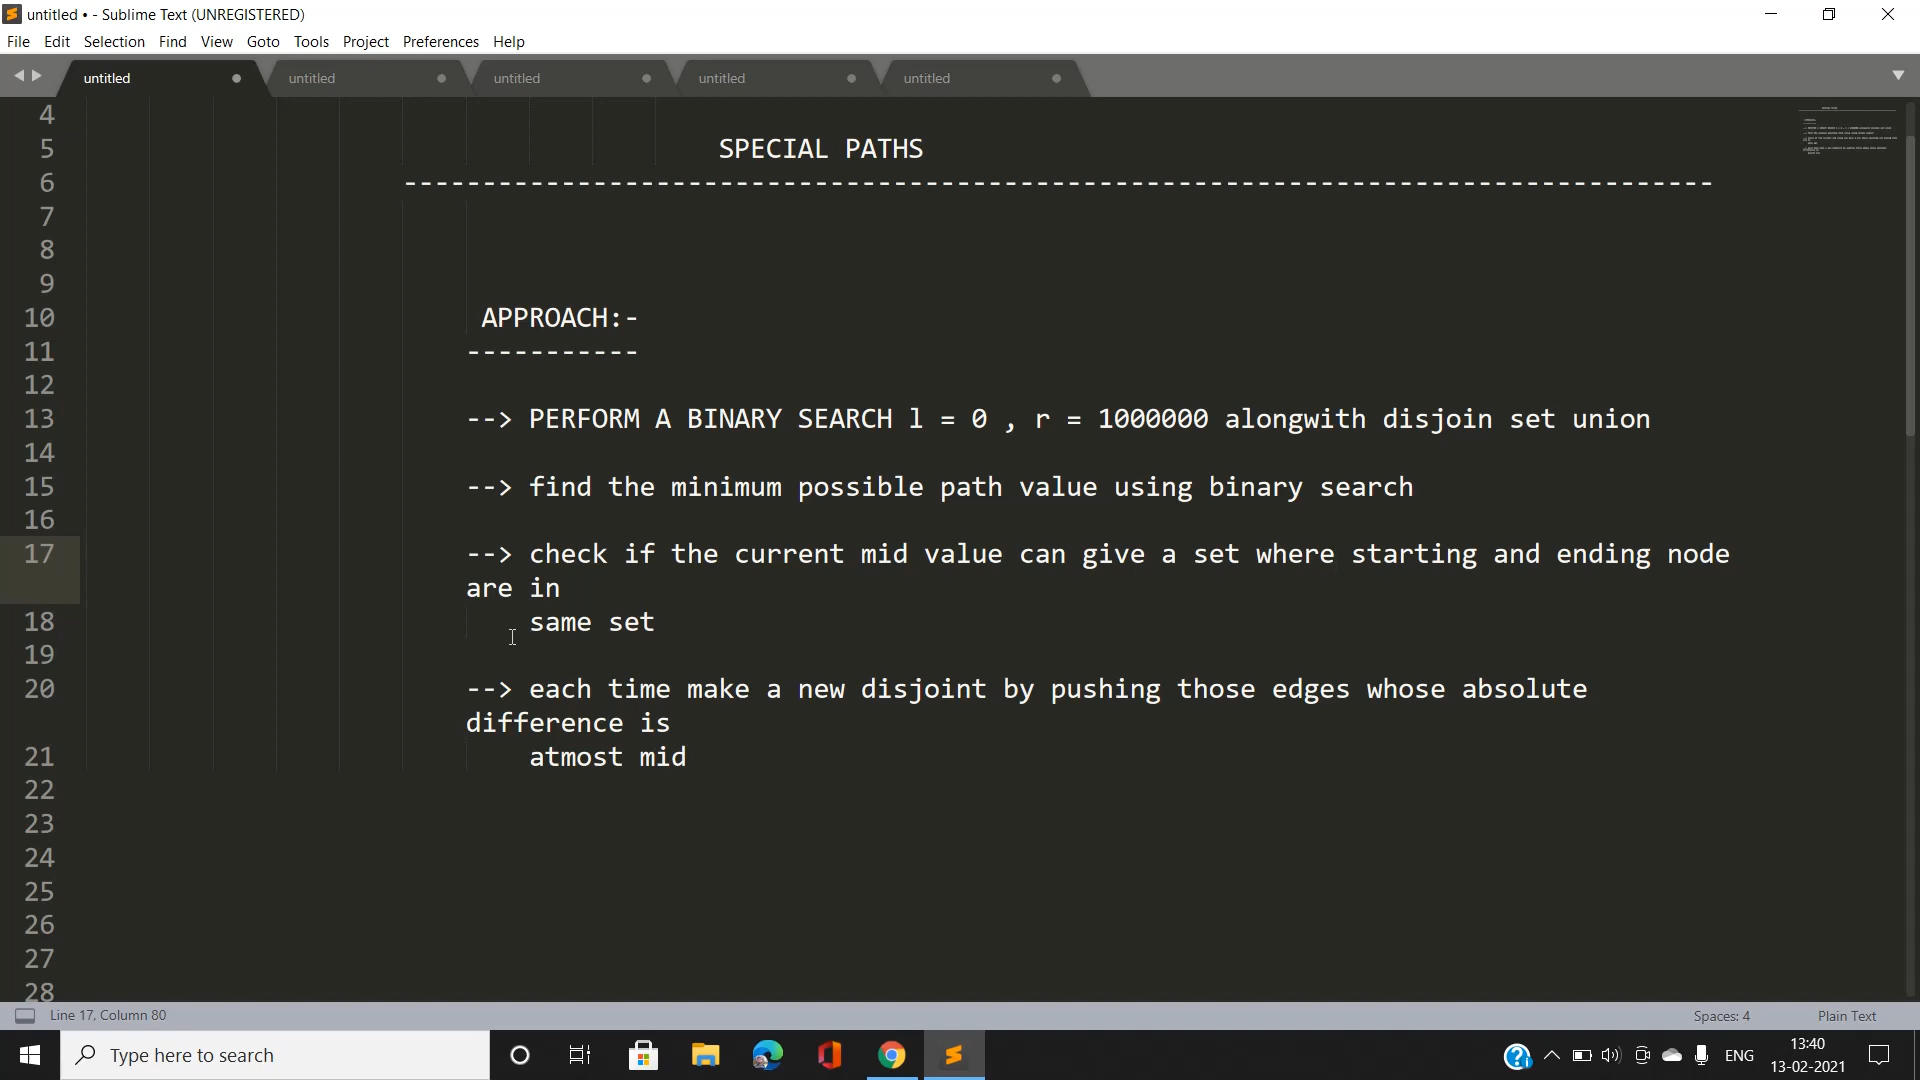 untitled • - Sublime Text (UNREGISTERED)
File Edit Selection Find View Goto Tools Project Preferences Help
untitled untitled untitled untitled untitled
4
5 SPECIAL PATHS
6 -----------------------------------------------------------------------------------
7
8
9
10 APPROACH:-
11 -----------
12
13 --> PERFORM A BINARY SEARCH l = 0 , r = 1000000 alongwith disjoin set union
14
15 --> find the minimum possible path value using binary search
16
17 --> check if the current mid value can give a set where starting and ending node
are in
18 same set
19
20 --> each time make a new disjoint by pushing those edges whose absolute
difference is
21 atmost mid
22
23
24
25
26
27
28
Line 17, Column 80 Spaces: 4 Plain Text
Type here to search ENG 13:40
13-02-2021